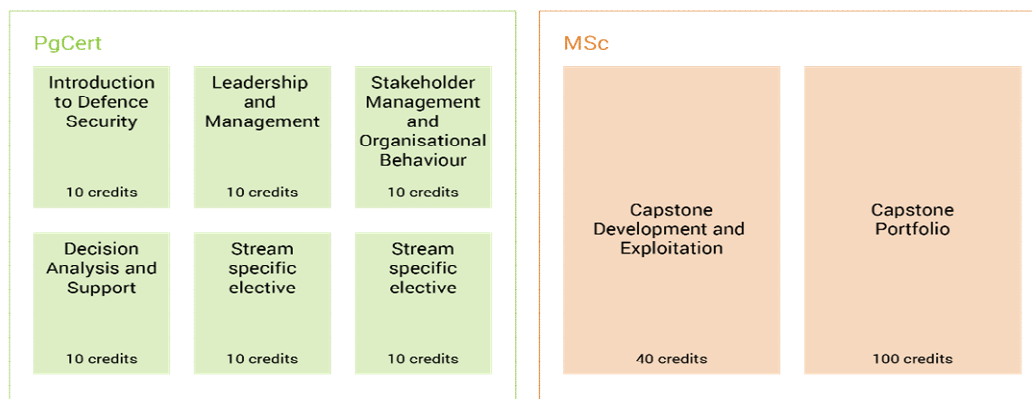 PgCert
Introduction
to Defence
Security
10 credits
Leadership
and
Management
10 credits
Stakeholder
Management
and
Organisational
Behaviour
10 credits
Decision
Analysis and
Support
10 credits
Stream
specific
elective
10 credits
Stream
specific
elective
10 credits
MSc
Capstone
Development and
Exploitation
40 credits
Capstone
Portfolio
100 credits